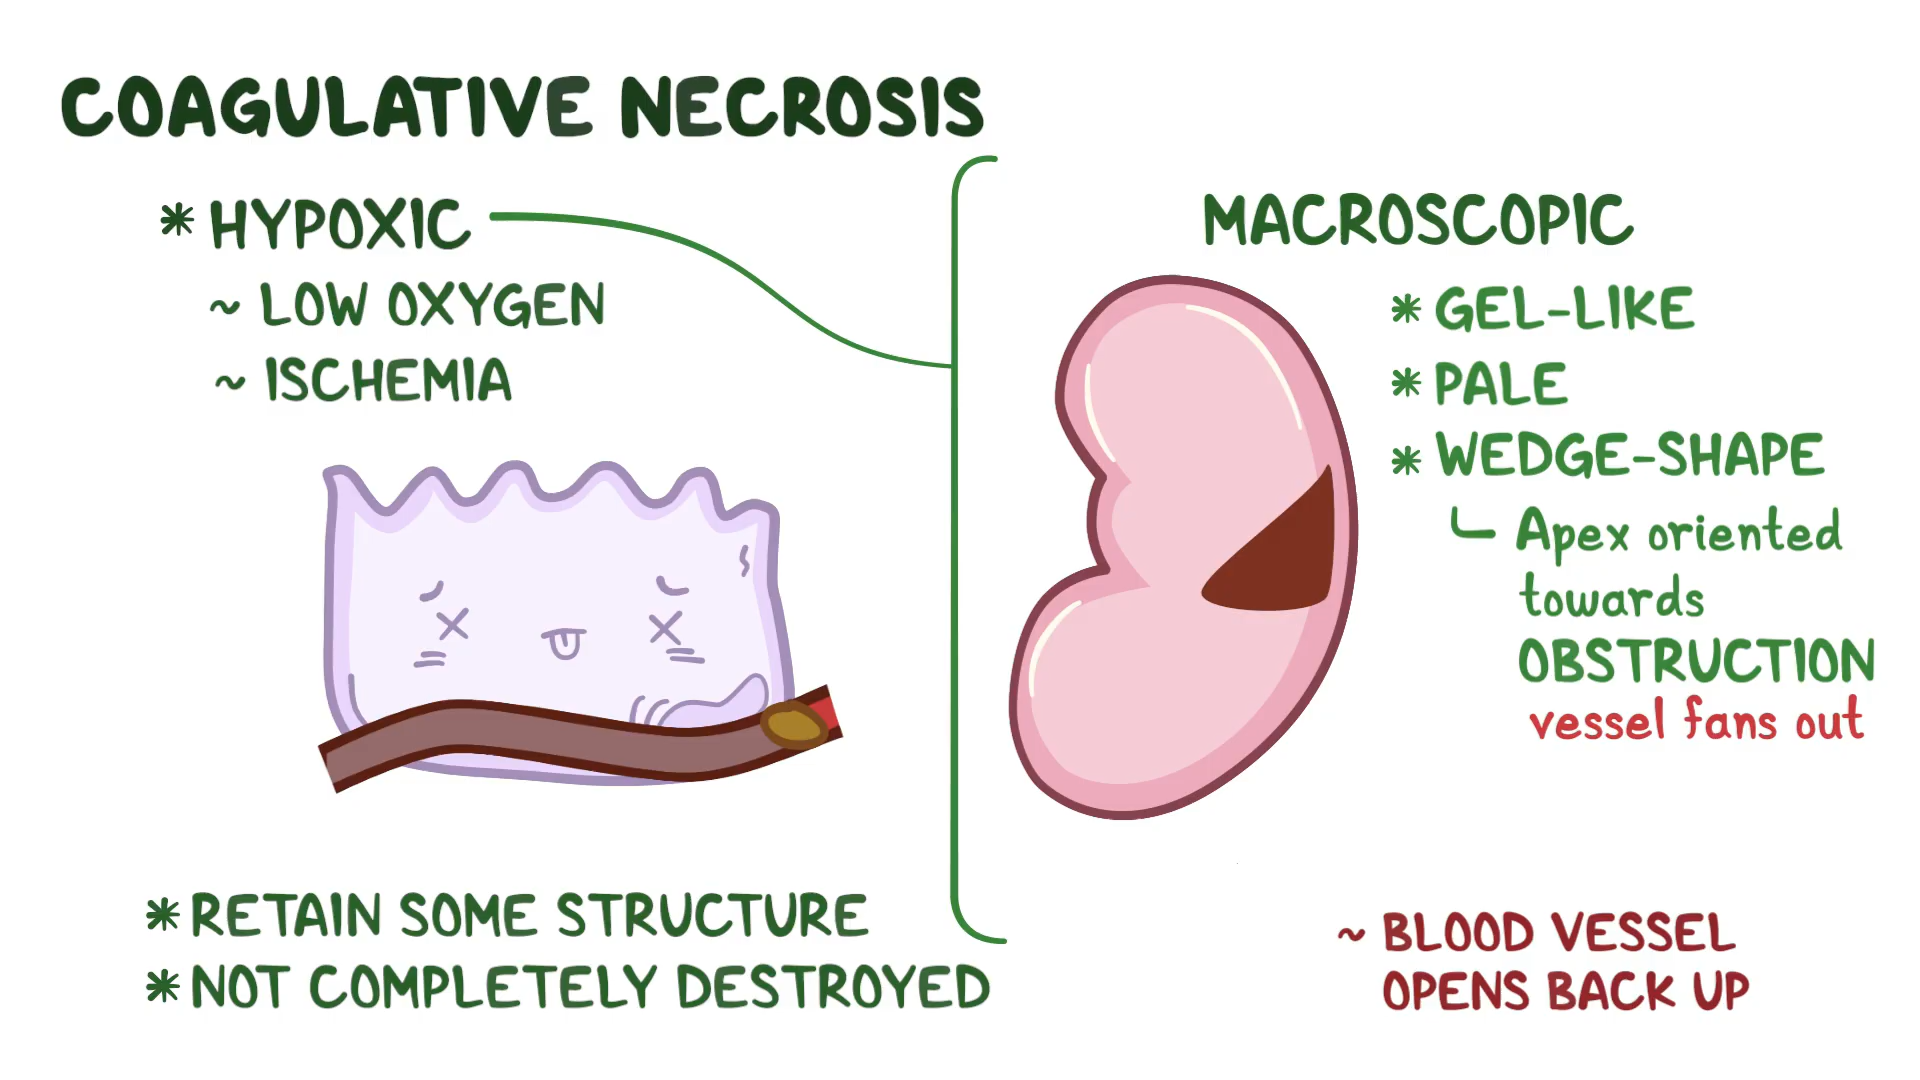 COAGULATIVE NECROSIS
* HYPOXIC
~ LOW OXYGEN
~ ISCHEMIA
* RETAIN SOME STRUCTURE
* NOT COMPLETELY DESTROYED
MACROSCOPIC
* GEL-LIKE
* PALE
* WEDGE-SHAPE
Apex oriented
towards
OBSTRUCTION
vessel fans out
~ BLOOD VESSEL
OPENS BACK UP